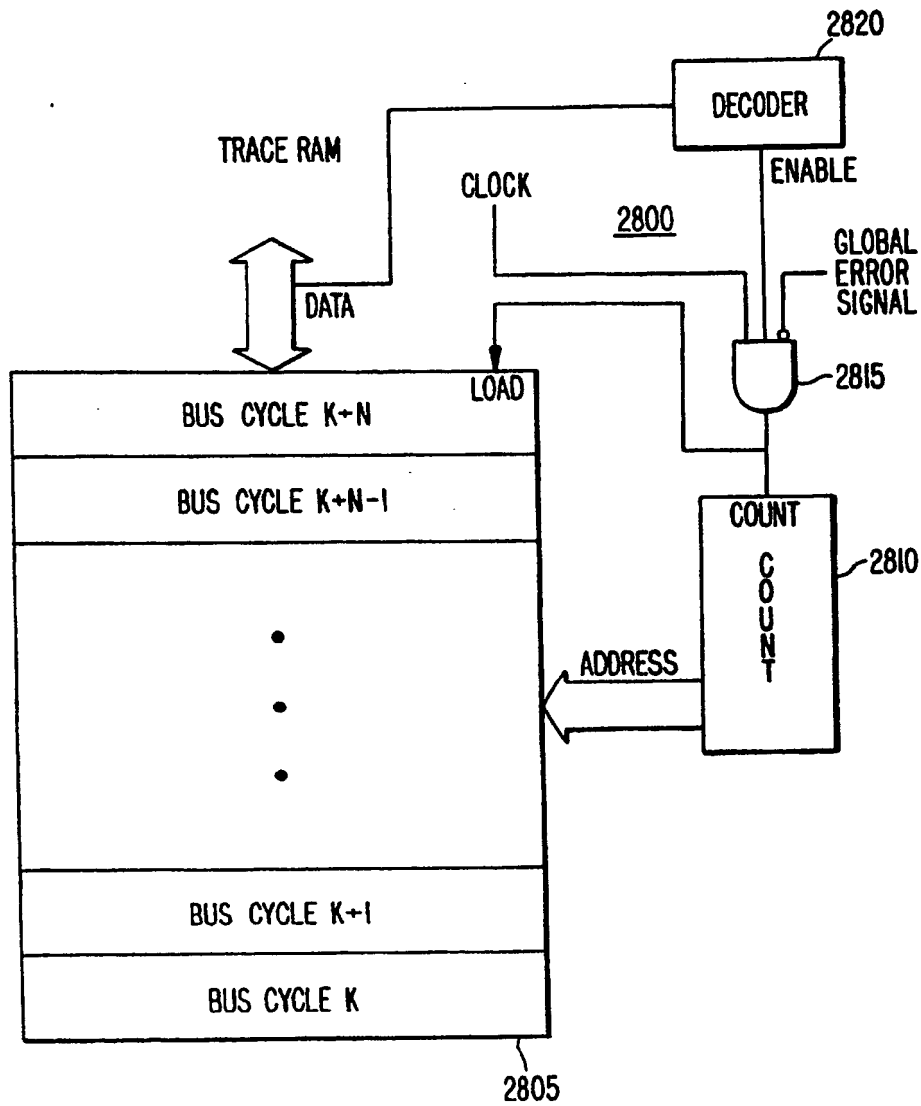 2820
DECODER
TRACE RAM
ENABLE
CLOCK
2800
GLOBAL
ERROR
SIGNAL
DATA
2815
LOAD
BUS CYCLE K+N
BUS CYCLE K+N-1
COUNT
2810
COUNT
ADDRESS
BUS CYCLE K+1
BUS CYCLE K
2805